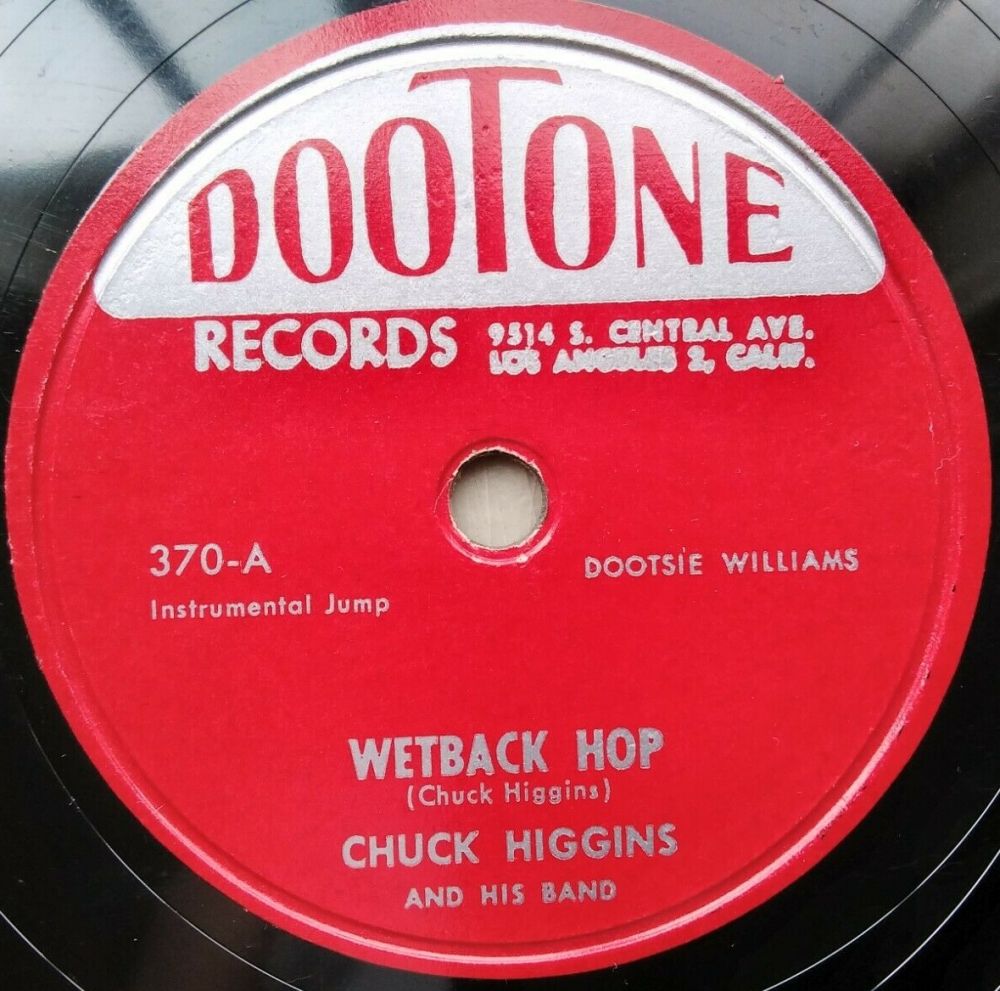 DOOTONE
RECORDS
9514 S. CENTRAL AVE.
LOS ANGELES 2, CALIF.
370-A
DOOTSIE WILLIAMS
Instrumental Jump
WETBACK HOP
(Chuck Higgins)
CHUCK HIGGINS
AND HIS BAND